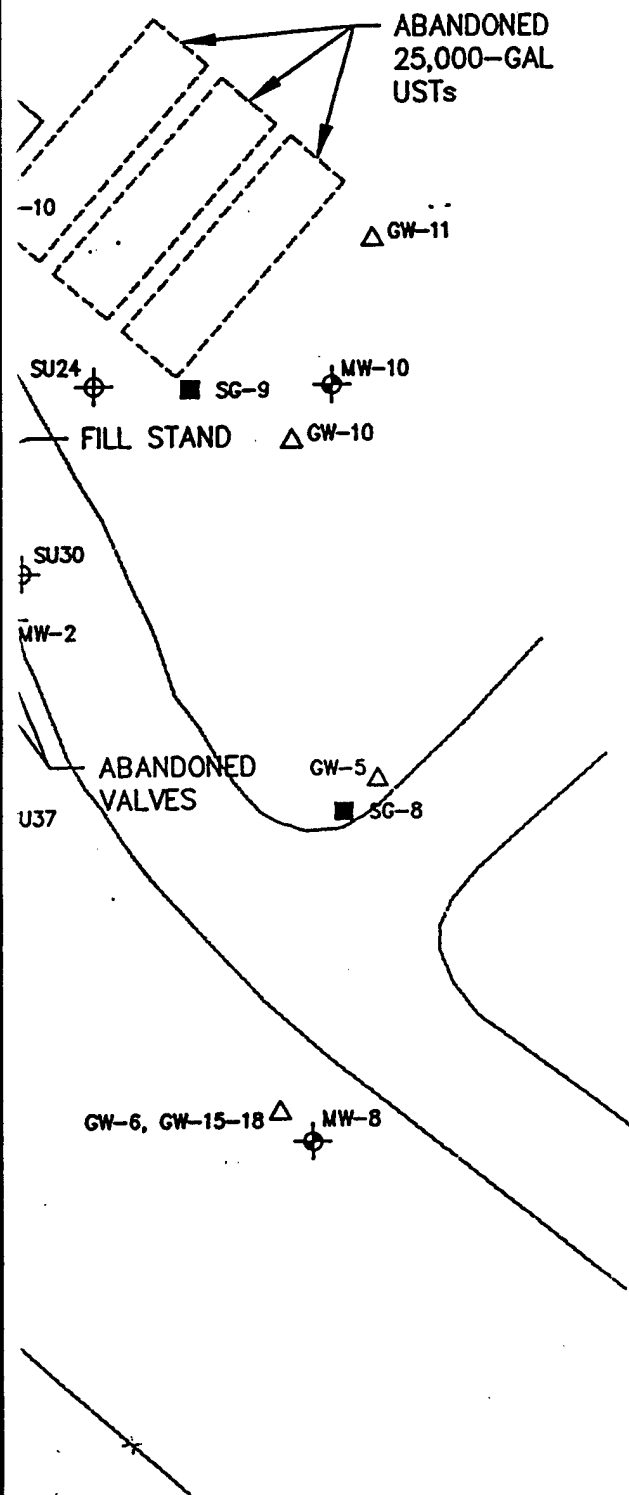 ABANDONED
25,000-GAL
USTs
-10
GW-11
SU24
SG-9
MW-10
FILL STAND
GW-10
SU30
MW-2
ABANDONED
VALVES
GW-5
SG-8
U37
GW-6, GW-15-18
MW-8